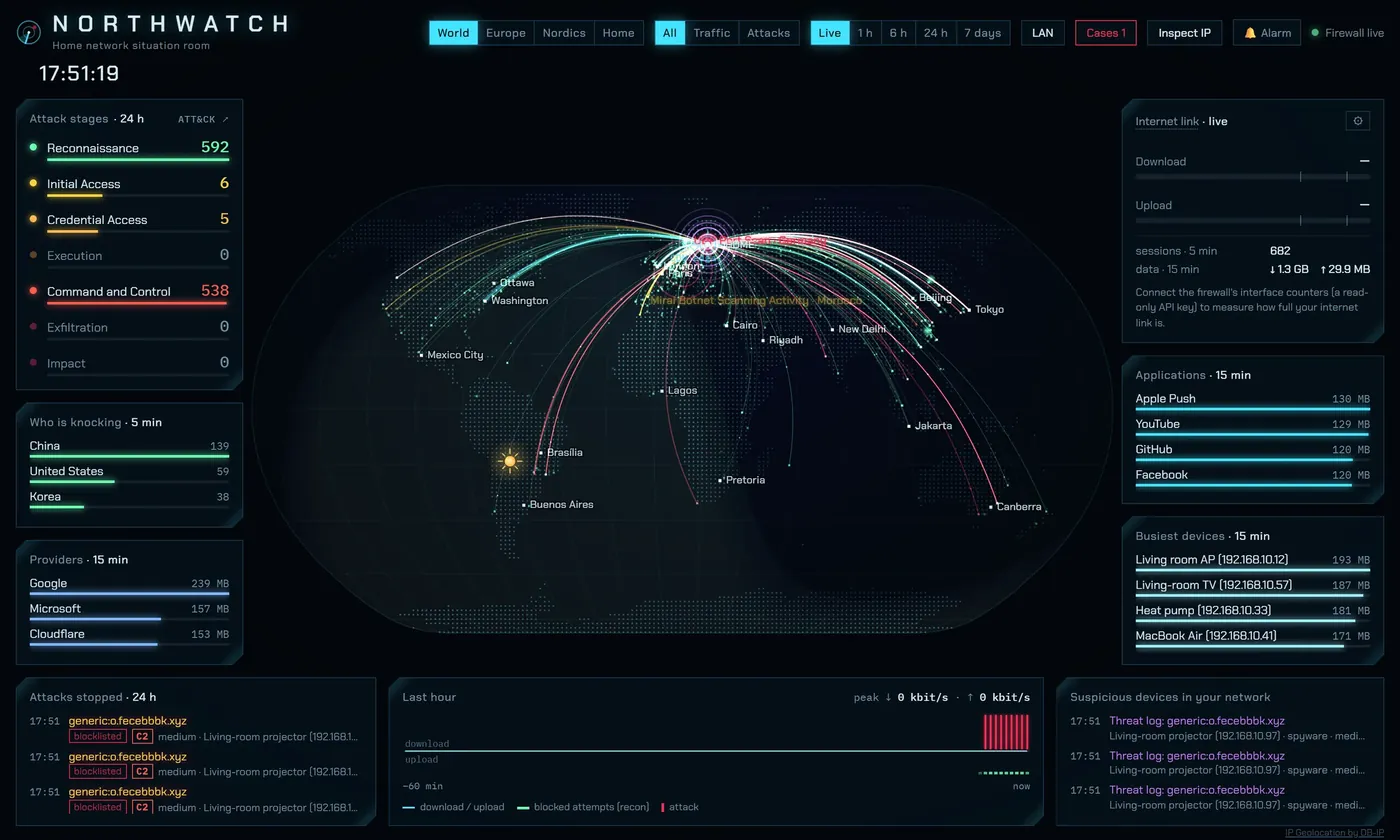 NORTHWATCH
Home network situation room
17:51:19
World Europe Nordics Home
All Traffic Attacks
Live 1 h 6 h 24 h 7 days
LAN
Cases 1
Inspect IP
Alarm
Firewall live
Attack stages · 24 h ATT&CK ↗
Reconnaissance 592
Initial Access 6
Credential Access 5
Execution 0
Command and Control 538
Exfiltration 0
Impact 0
Who is knocking · 5 min
China 139
United States 59
Korea 38
Providers · 15 min
Google 239 MB
Microsoft 157 MB
Cloudflare 153 MB
HOME
Paris
Ottawa
Washington
Mirai Botnet Scanning Activity · Morocco
Beijing
Tokyo
Cairo
New Delhi
Riyadh
Mexico City
Lagos
Jakarta
Brasília
Pretoria
Buenos Aires
Canberra
Internet link · live
Download –
Upload –
sessions · 5 min 682
data · 15 min ↓1.3 GB ↑29.9 MB
Connect the firewall's interface counters (a read-
only API key) to measure how full your internet
link is.
Applications · 15 min
Apple Push 130 MB
YouTube 129 MB
GitHub 120 MB
Facebook 120 MB
Busiest devices · 15 min
Living room AP (192.168.10.12) 193 MB
Living-room TV (192.168.10.57) 187 MB
Heat pump (192.168.10.33) 181 MB
MacBook Air (192.168.10.41) 171 MB
Attacks stopped · 24 h
17:51 generic:o.fecebbbk.xyz
blocklisted C2 medium · Living-room projector (192.168.1...
17:51 generic:o.fecebbbk.xyz
blocklisted C2 medium · Living-room projector (192.168.1...
17:51 generic:o.fecebbbk.xyz
blocklisted C2 medium · Living-room projector (192.168.1...
Last hour peak ↓ 0 kbit/s · ↑ 0 kbit/s
download
upload
−60 min now
download / upload blocked attempts (recon) attack
Suspicious devices in your network
17:51 Threat log: generic:o.fecebbbk.xyz
Living-room projector (192.168.10.97) · spyware · medi...
17:51 Threat log: generic:o.fecebbbk.xyz
Living-room projector (192.168.10.97) · spyware · medi...
17:51 Threat log: generic:o.fecebbbk.xyz
Living-room projector (192.168.10.97) · spyware · medi...
IP Geolocation by DB-IP